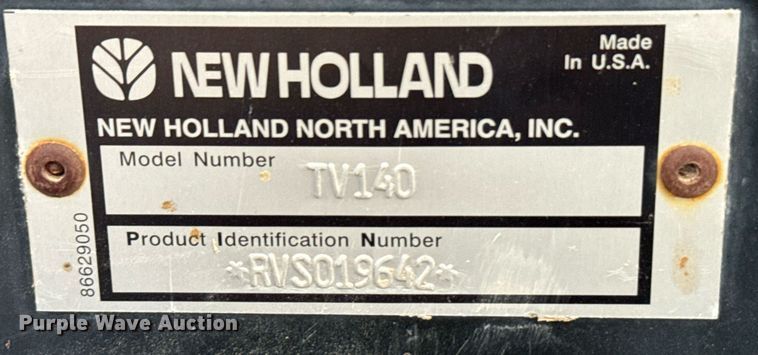 NEW HOLLAND
Made
In U.S.A.
NEW HOLLAND NORTH AMERICA, INC.
Model Number
TV140
Product Identification Number
*RVS019642*
86629050
Purple Wave Auction